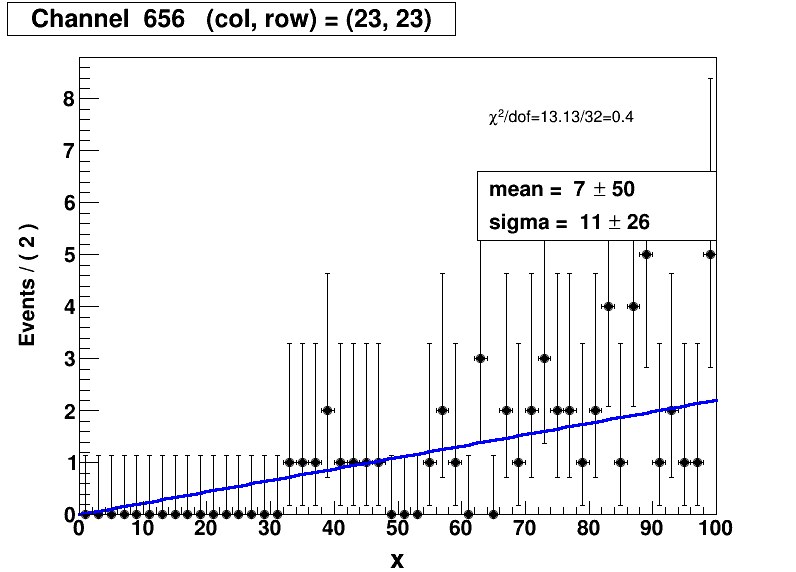 Channel 656 (col, row) = (23, 23)
χ²/dof=13.13/32=0.4
mean = 7 ± 50
sigma = 11 ± 26
Events / ( 2 )
8
7
6
5
4
3
2
1
0
0 10 20 30 40 50 60 70 80 90 100
x